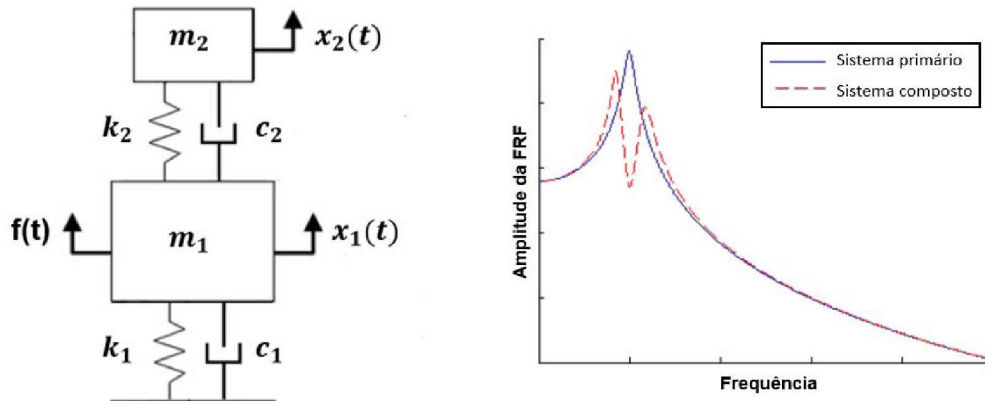 m₂
x₂(t)
k₂
c₂
f(t)
m₁
x₁(t)
k₁
c₁
Sistema primário
Sistema composto
Amplitude da FRF
Frequência